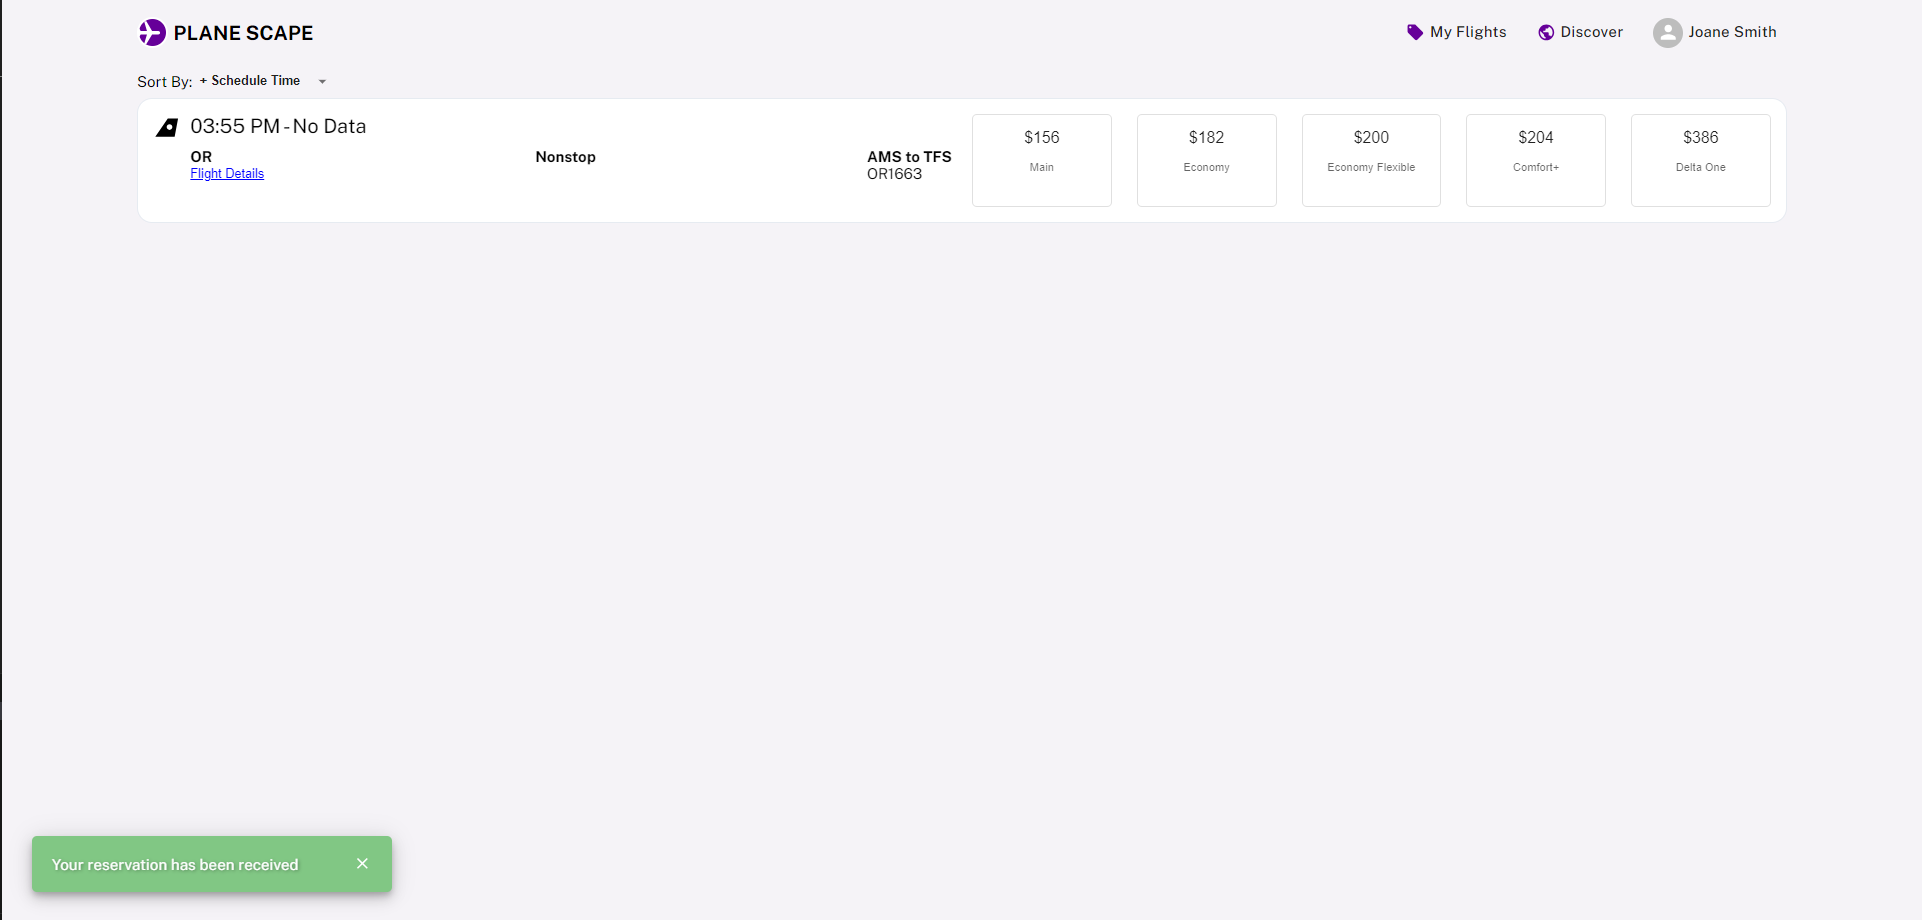 PLANE SCAPE
My Flights
Discover
Joane Smith
Sort By: + Schedule Time
03:55 PM - No Data
OR
Flight Details
Nonstop
AMS to TFS
OR1663
$156
Main
$182
Economy
$200
Economy Flexible
$204
Comfort+
$386
Delta One
Your reservation has been received